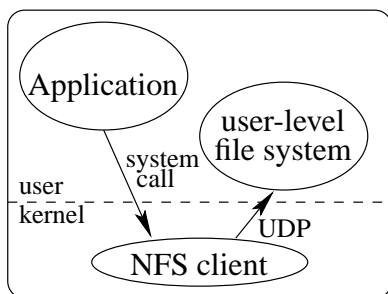 Application
user-level
file system
system
call
user
kernel
UDP
NFS client